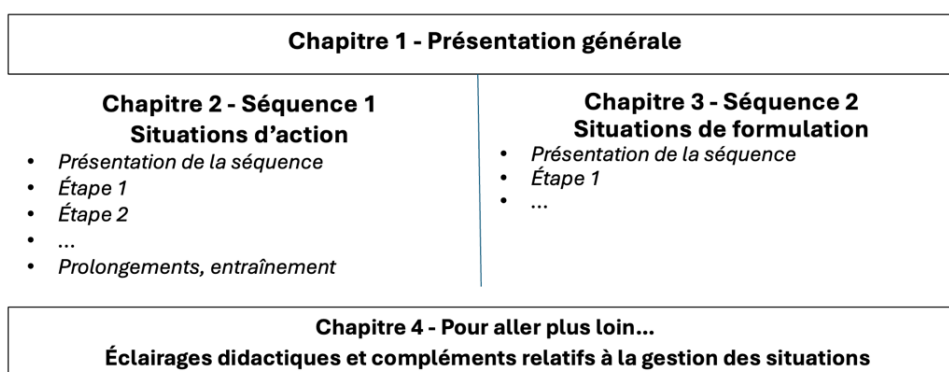 Chapitre 1 - Présentation générale
Chapitre 2 - Séquence 1
Situations d’action
• Présentation de la séquence
• Étape 1
• Étape 2
• ...
• Prolongements, entraînement
Chapitre 3 - Séquence 2
Situations de formulation
• Présentation de la séquence
• Étape 1
• ...
Chapitre 4 - Pour aller plus loin...
Éclairages didactiques et compléments relatifs à la gestion des situations